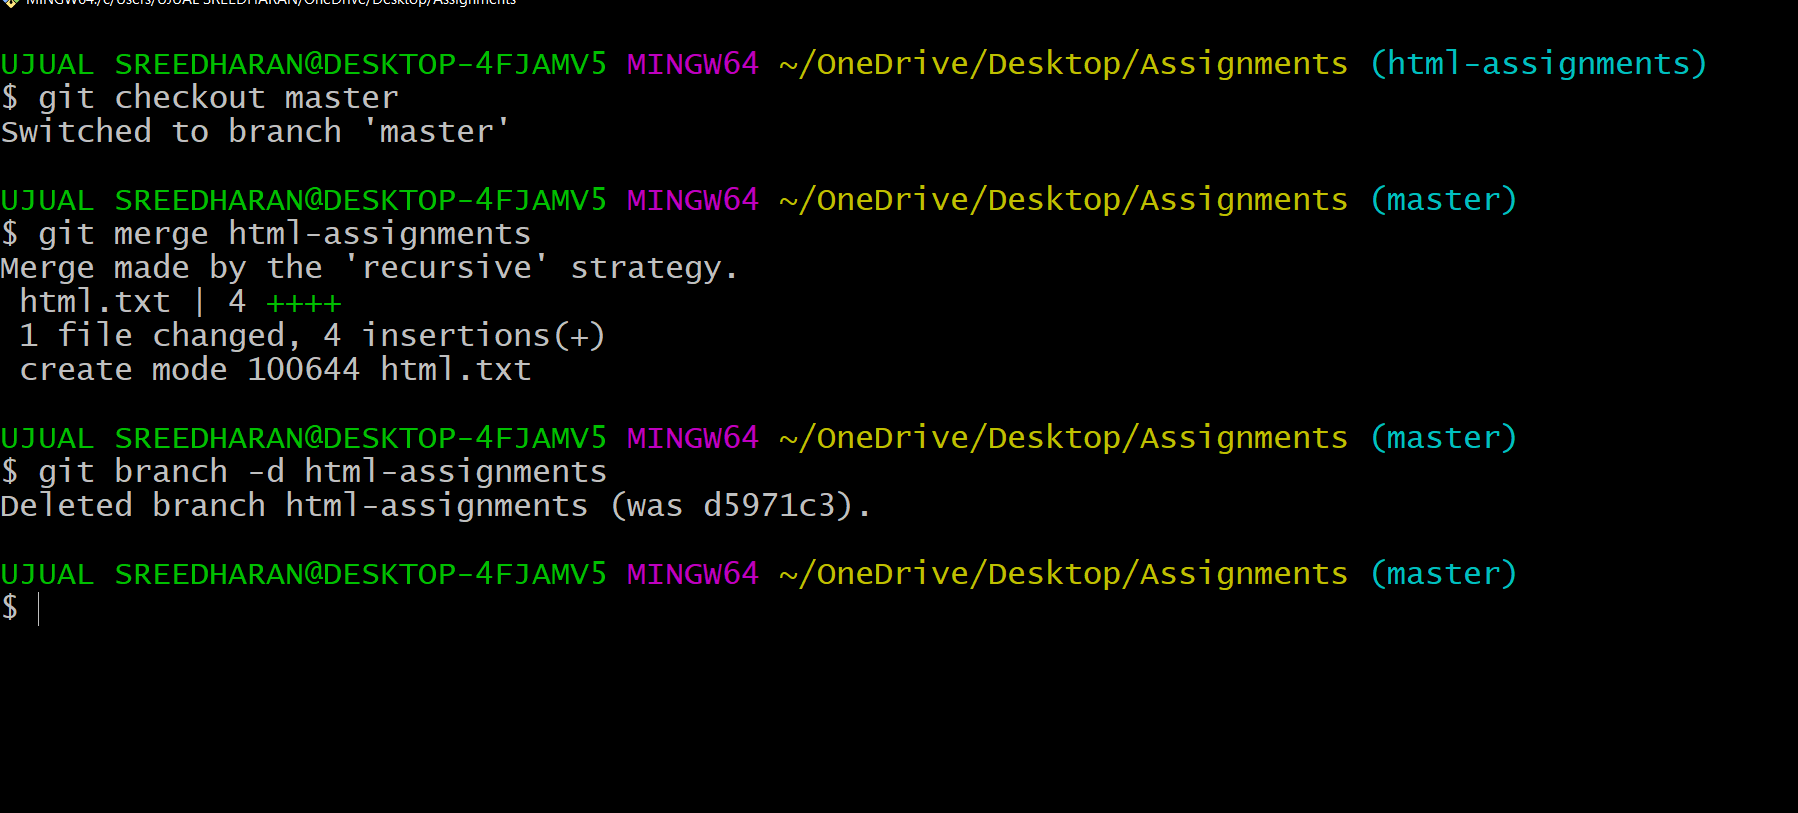 MINGW64:/c/Users/UJUAL SREEDHARAN/OneDrive/Desktop/Assignments
UJUAL SREEDHARAN@DESKTOP-4FJAMV5 MINGW64 ~/OneDrive/Desktop/Assignments (html-assignments)
$ git checkout master
Switched to branch 'master'
UJUAL SREEDHARAN@DESKTOP-4FJAMV5 MINGW64 ~/OneDrive/Desktop/Assignments (master)
$ git merge html-assignments
Merge made by the 'recursive' strategy.
 html.txt | 4 ++++
 1 file changed, 4 insertions(+)
 create mode 100644 html.txt
UJUAL SREEDHARAN@DESKTOP-4FJAMV5 MINGW64 ~/OneDrive/Desktop/Assignments (master)
$ git branch -d html-assignments
Deleted branch html-assignments (was d5971c3).
UJUAL SREEDHARAN@DESKTOP-4FJAMV5 MINGW64 ~/OneDrive/Desktop/Assignments (master)
$